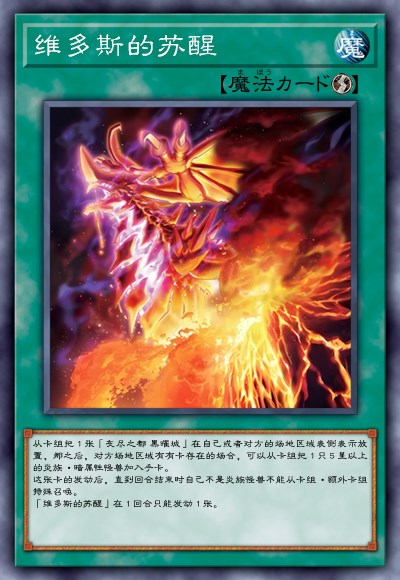 维多斯的苏醒
魔
【魔法カード】
まほう
从卡组把1张「灰尽之都 黑曜城」在自己或者对方的场地区域表侧表示放
置，那之后，对方场地区域有卡存在的场合，可以从卡组把1只5星以上
的炎族·暗属性怪兽加入手卡。
这张卡的发动后，直到回合结束时自己不是炎族怪兽不能从卡组·额外卡组
特殊召唤。
「维多斯的苏醒」在1回合只能发动1张。